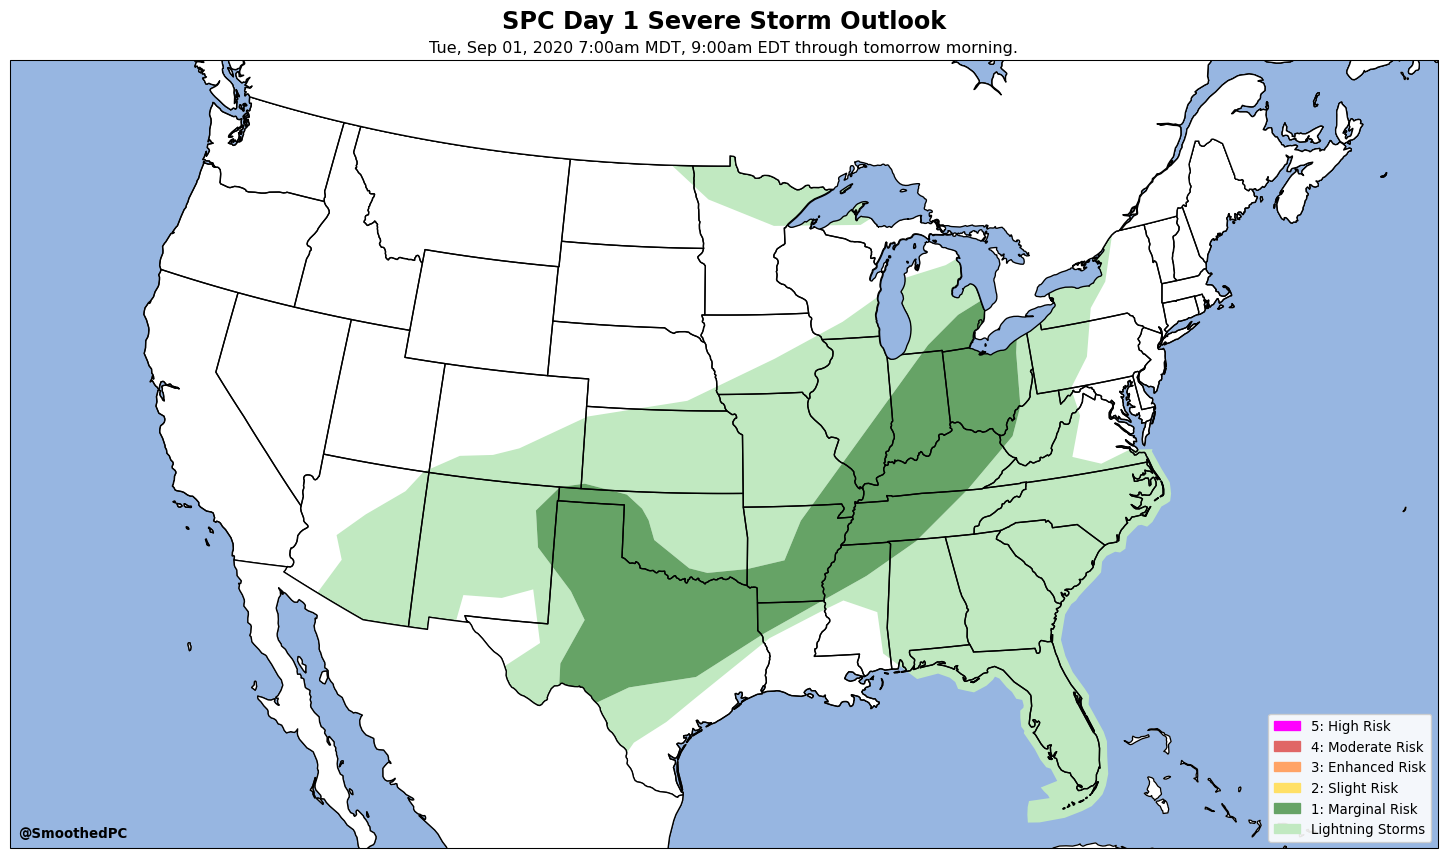 SPC Day 1 Severe Storm Outlook
Tue, Sep 01, 2020 7:00am MDT, 9:00am EDT through tomorrow morning.
5: High Risk
4: Moderate Risk
3: Enhanced Risk
2: Slight Risk
1: Marginal Risk
Lightning Storms
@SmoothedPC